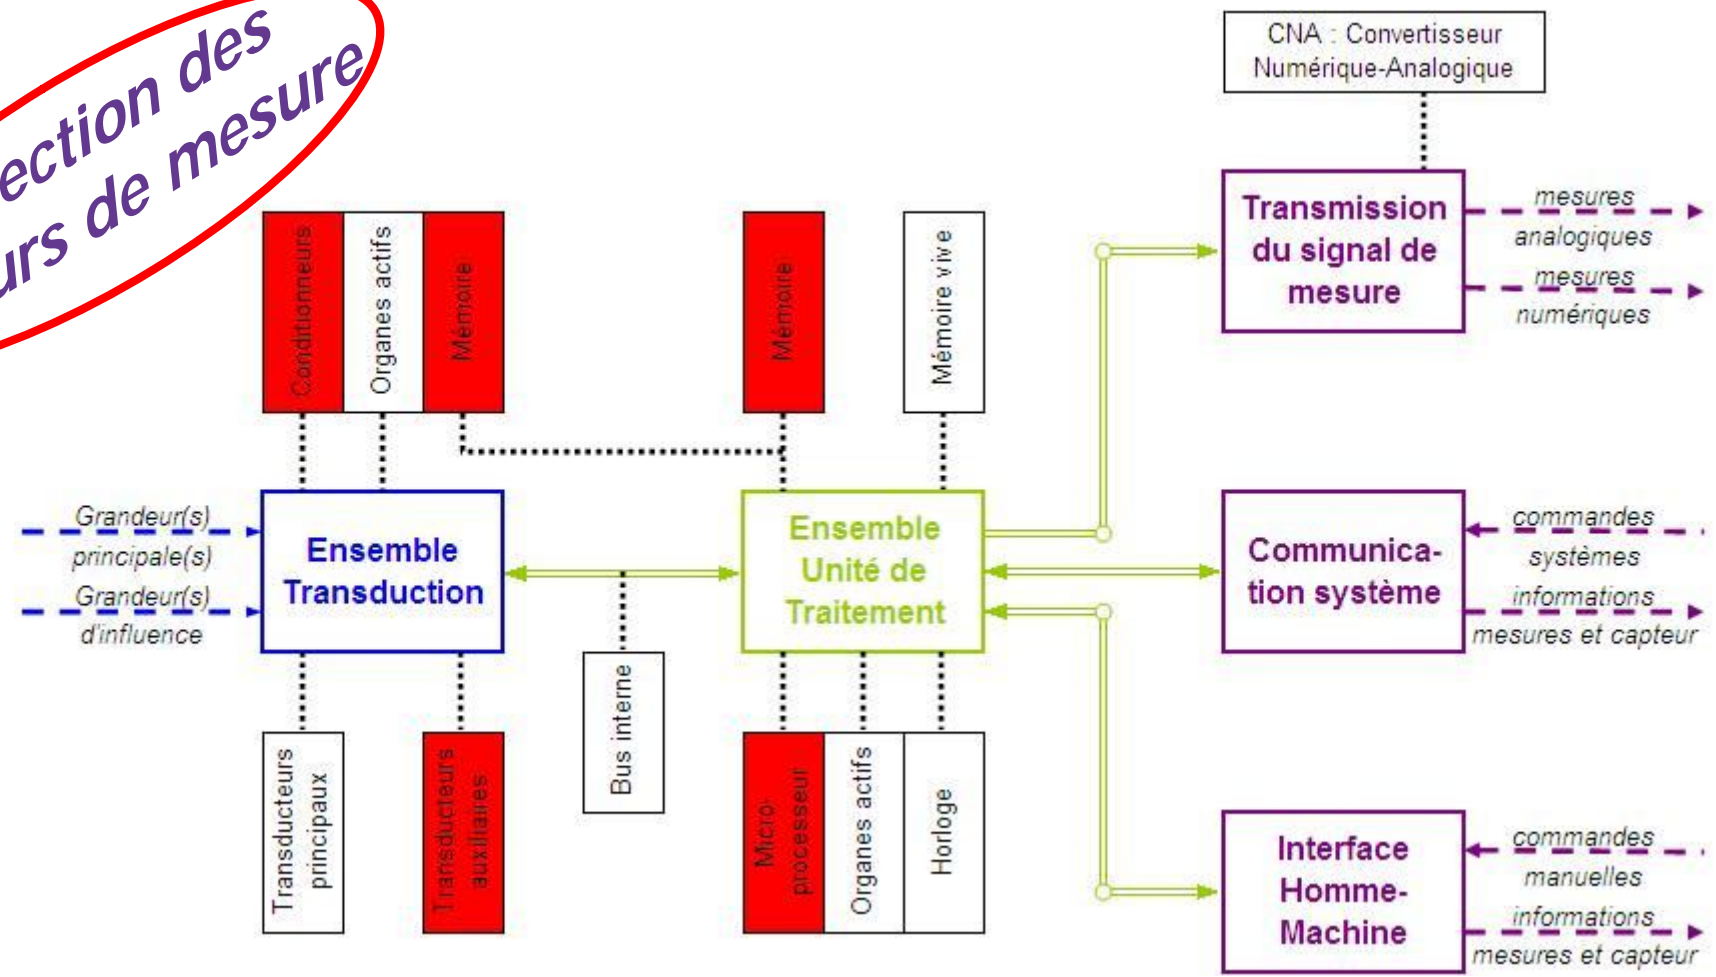 ection des
urs de mesure
CNA : Convertisseur
Numérique-Analogique
Conditionneurs
Organes actifs
Mémoire
Mémoire
Mémoire vive
Transmission
du signal de
mesure
mesures
analogiques
mesures
numériques
Grandeur(s)
principale(s)
Grandeur(s)
d'influence
Ensemble
Transduction
Ensemble
Unité de
Traitement
Communica-
tion système
commandes
systèmes
informations
mesures et capteur
Transducteurs
principaux
Transducteurs
auxiliaires
Bus interne
Micro-
processeur
Organes actifs
Horloge
Interface
Homme-
Machine
commandes
manuelles
informations
mesures et capteur